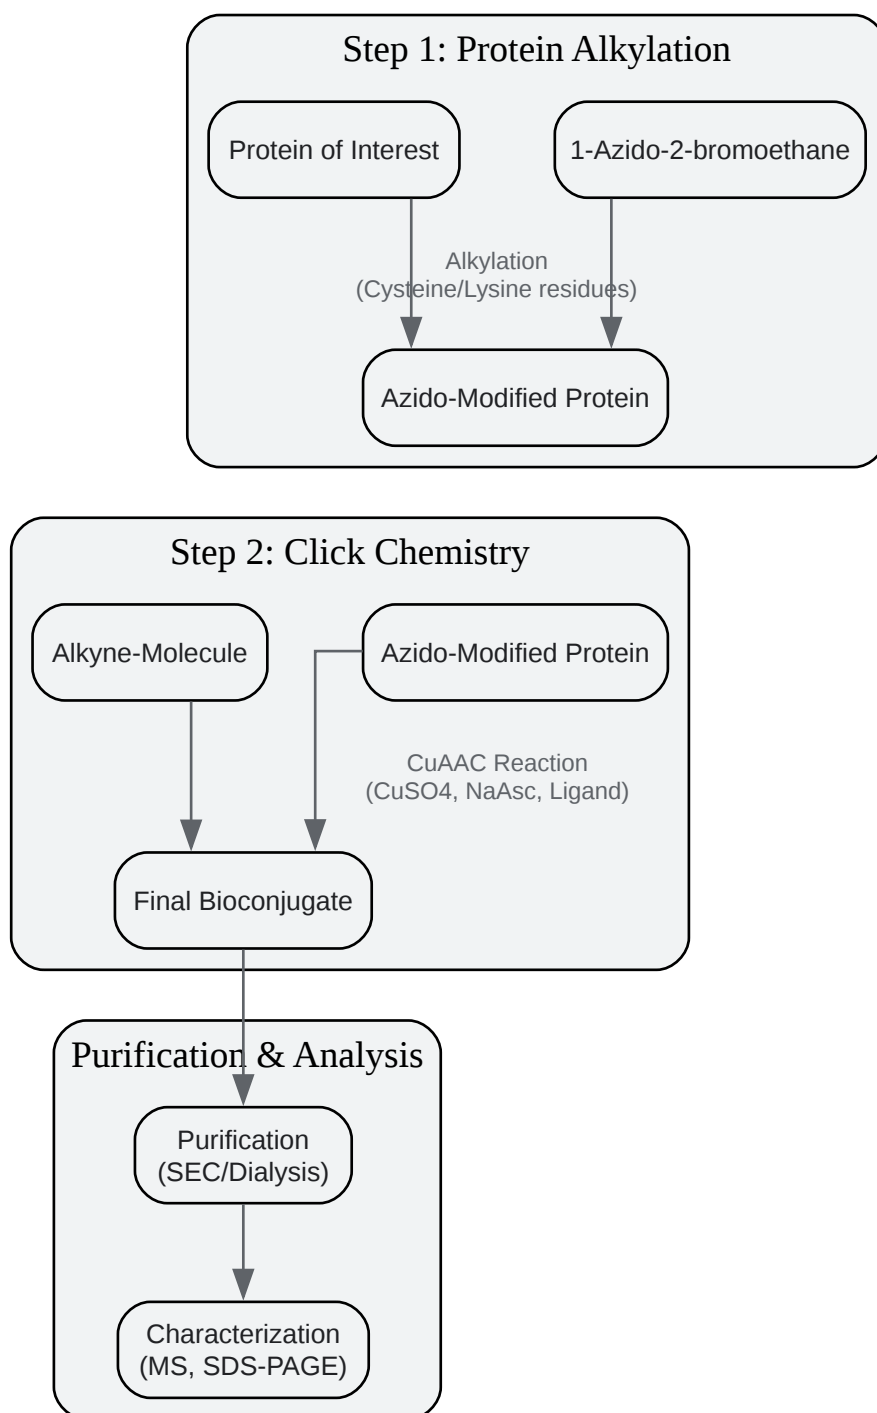 Step 1: Protein Alkylation
Protein of Interest
1-Azido-2-bromoethane
Alkylation
(Cysteine/Lysine residues)
Azido-Modified Protein
Step 2: Click Chemistry
Alkyne-Molecule
Azido-Modified Protein
CuAAC Reaction
(CuSO4, NaAsc, Ligand)
Final Bioconjugate
Purification & Analysis
Purification
(SEC/Dialysis)
Characterization
(MS, SDS-PAGE)